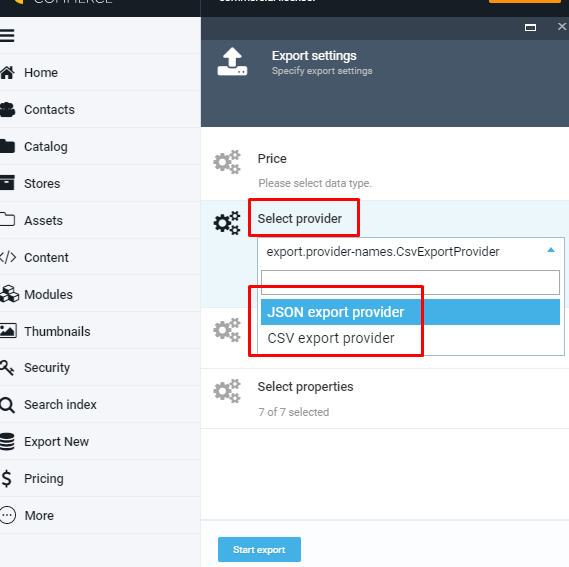 COMMERCE
Export settings
Specify export settings
Home
Contacts
Catalog
Stores
Assets
Content
Modules
Thumbnails
Security
Search index
Export New
Pricing
More
Price
Please select data type.
Select provider
export.provider-names.CsvExportProvider
JSON export provider
CSV export provider
Select properties
7 of 7 selected
Start export